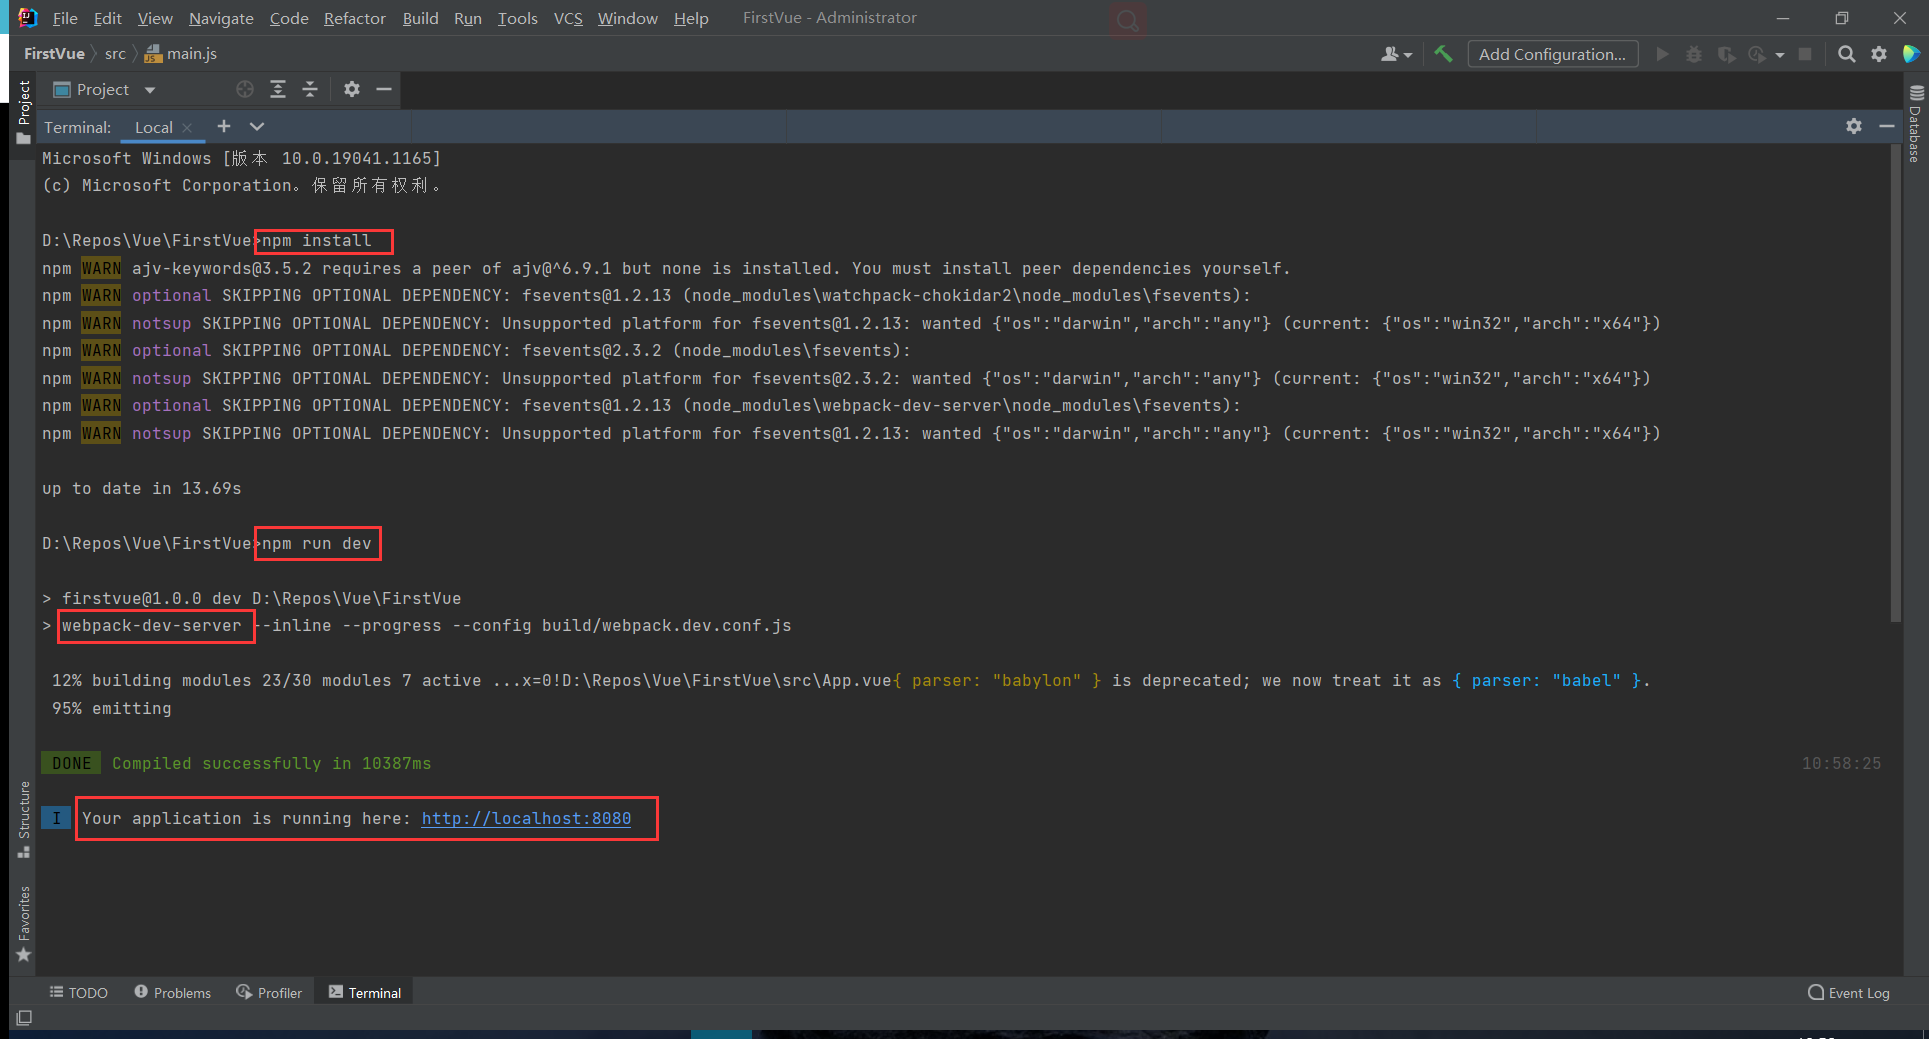 File Edit View Navigate Code Refactor Build Run Tools VCS Window Help FirstVue - Administrator
FirstVue src main.js Add Configuration...
Project
Project
Database
Terminal: Local
Microsoft Windows [版本 10.0.19041.1165]
(c) Microsoft Corporation。保留所有权利。
D:\Repos\Vue\FirstVue>npm install
npm WARN ajv-keywords@3.5.2 requires a peer of ajv@^6.9.1 but none is installed. You must install peer dependencies yourself.
npm WARN optional SKIPPING OPTIONAL DEPENDENCY: fsevents@1.2.13 (node_modules\watchpack-chokidar2\node_modules\fsevents):
npm WARN notsup SKIPPING OPTIONAL DEPENDENCY: Unsupported platform for fsevents@1.2.13: wanted {"os":"darwin","arch":"any"} (current: {"os":"win32","arch":"x64"})
npm WARN optional SKIPPING OPTIONAL DEPENDENCY: fsevents@2.3.2 (node_modules\fsevents):
npm WARN notsup SKIPPING OPTIONAL DEPENDENCY: Unsupported platform for fsevents@2.3.2: wanted {"os":"darwin","arch":"any"} (current: {"os":"win32","arch":"x64"})
npm WARN optional SKIPPING OPTIONAL DEPENDENCY: fsevents@1.2.13 (node_modules\webpack-dev-server\node_modules\fsevents):
npm WARN notsup SKIPPING OPTIONAL DEPENDENCY: Unsupported platform for fsevents@1.2.13: wanted {"os":"darwin","arch":"any"} (current: {"os":"win32","arch":"x64"})
up to date in 13.69s
D:\Repos\Vue\FirstVue>npm run dev
> firstvue@1.0.0 dev D:\Repos\Vue\FirstVue
> webpack-dev-server --inline --progress --config build/webpack.dev.conf.js
12% building modules 23/30 modules 7 active ...x=0!D:\Repos\Vue\FirstVue\src\App.vue{ parser: "babylon" } is deprecated; we now treat it as { parser: "babel" }.
95% emitting
DONE Compiled successfully in 10387ms 10:58:25
I Your application is running here: http://localhost:8080
Structure
Favorites
TODO Problems Profiler Terminal Event Log